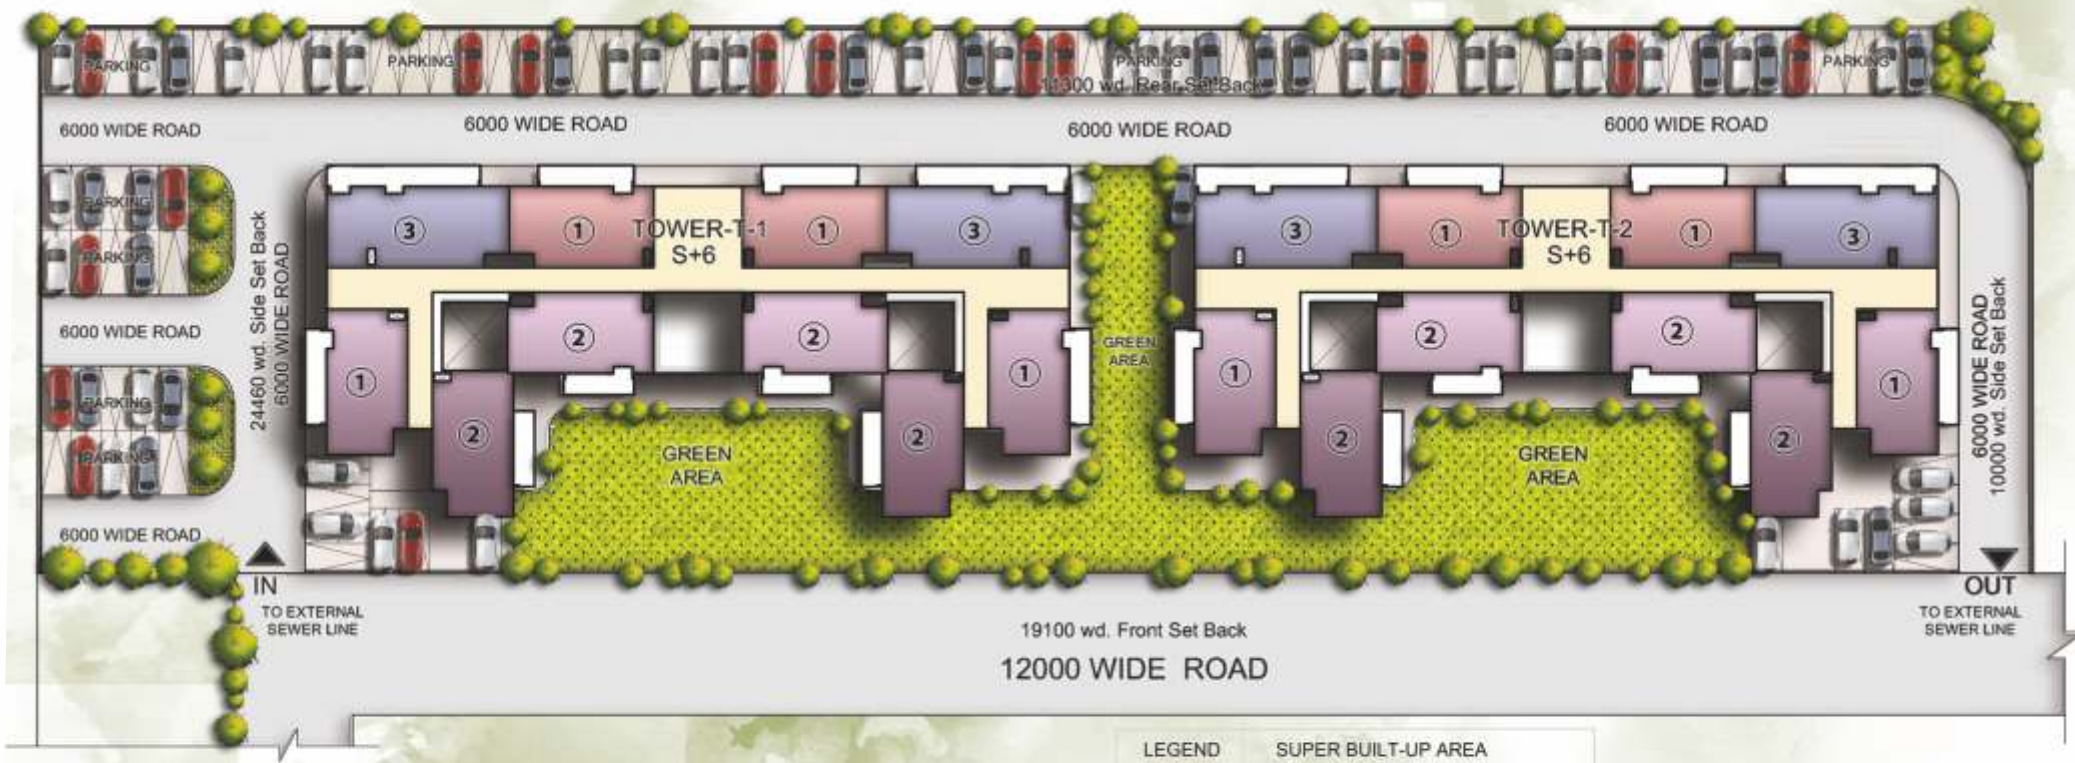 PARKING
PARKING
PARKING
PARKING
11300 wd. Rear Set Back
6000 WIDE ROAD
6000 WIDE ROAD
6000 WIDE ROAD
6000 WIDE ROAD
PARKING
PARKING
24460 wd. Side Set Back
6000 WIDE ROAD
3
1
TOWER-T-1
S+6
1
3
3
1
TOWER-T-2
S+6
1
3
6000 WIDE ROAD
2
2
GREEN
AREA
2
2
6000 WIDE ROAD
10000 wd. Side Set Back
1
1
1
1
PARKING
PARKING
2
GREEN
AREA
2
2
GREEN
AREA
2
6000 WIDE ROAD
IN
TO EXTERNAL
SEWER LINE
OUT
TO EXTERNAL
SEWER LINE
19100 wd. Front Set Back
12000 WIDE ROAD
LEGEND SUPER BUILT-UP AREA